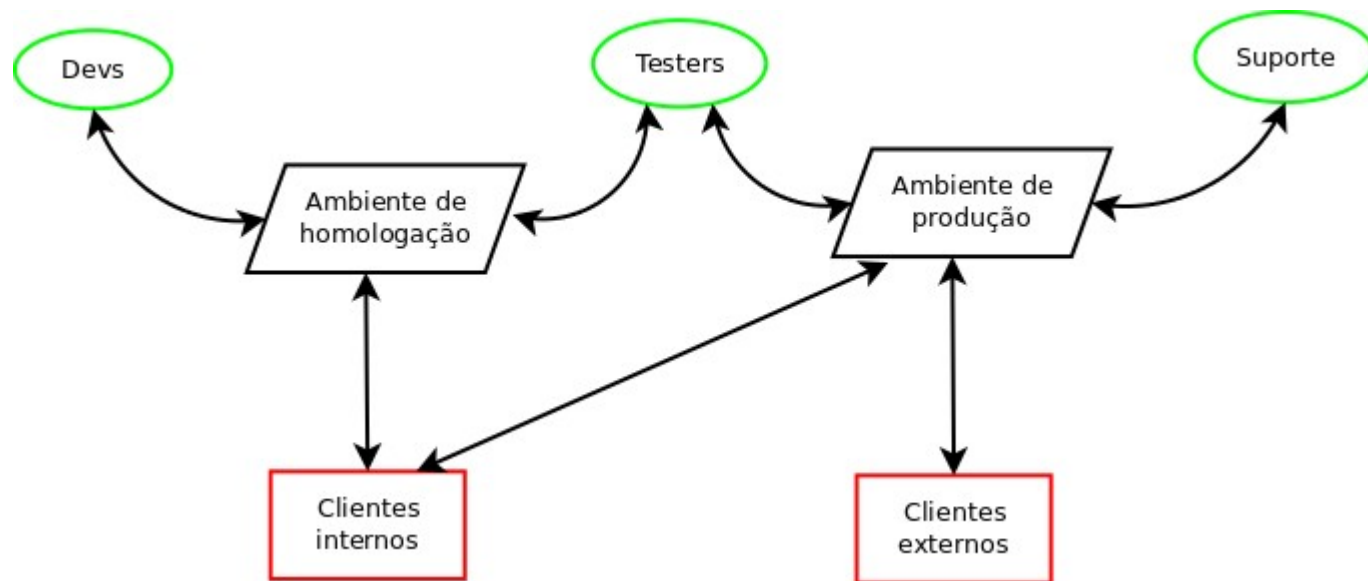 Devs
Testers
Suporte
Ambiente de
homologação
Ambiente de
produção
Clientes
internos
Clientes
externos